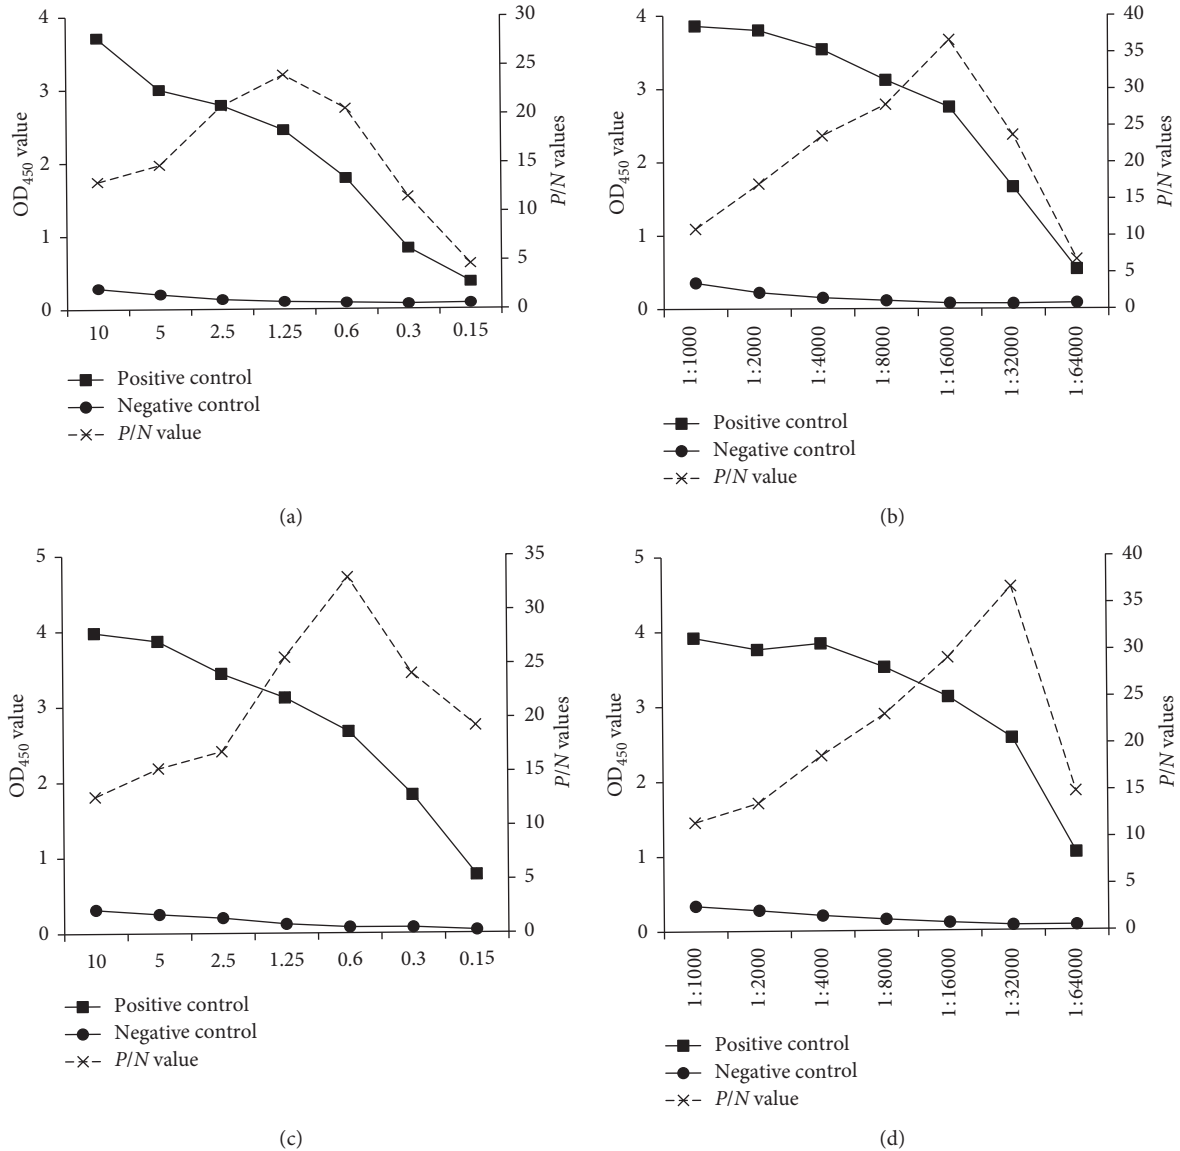 4
3
2
1
0
OD450 value
30
25
20
15
10
5
0
P/N values
10 5 2.5 1.25 0.6 0.3 0.15
Positive control
Negative control
P/N value
(a)
4
3
2
1
0
OD450 value
40
35
30
25
20
15
10
5
0
P/N values
1:1000 1:2000 1:4000 1:8000 1:16000 1:32000 1:64000
Positive control
Negative control
P/N value
(b)
5
4
3
2
1
0
OD450 value
35
30
25
20
15
10
5
0
P/N values
10 5 2.5 1.25 0.6 0.3 0.15
Positive control
Negative control
P/N value
(c)
5
4
3
2
1
0
OD450 value
40
35
30
25
20
15
10
5
0
P/N values
1:1000 1:2000 1:4000 1:8000 1:16000 1:32000 1:64000
Positive control
Negative control
P/N value
(d)